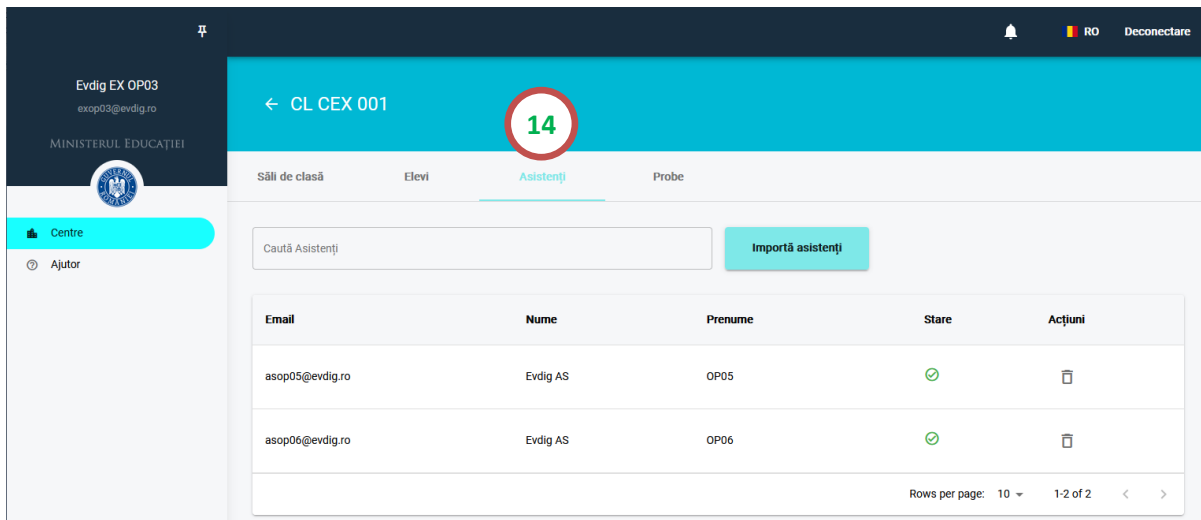 RO Deconectare
Evdig EX OP03
exop03@evdig.ro
Ministerul Educației
GUVERNUL ROMÂNIEI
Centre
Ajutor
← CL CEX 001
14
Săli de clasă Elevi Asistenți Probe
Caută Asistenți Importă asistenți
Email Nume Prenume Stare Acțiuni
asop05@evdig.ro Evdig AS OP05
asop06@evdig.ro Evdig AS OP06
Rows per page: 10 1-2 of 2 < >